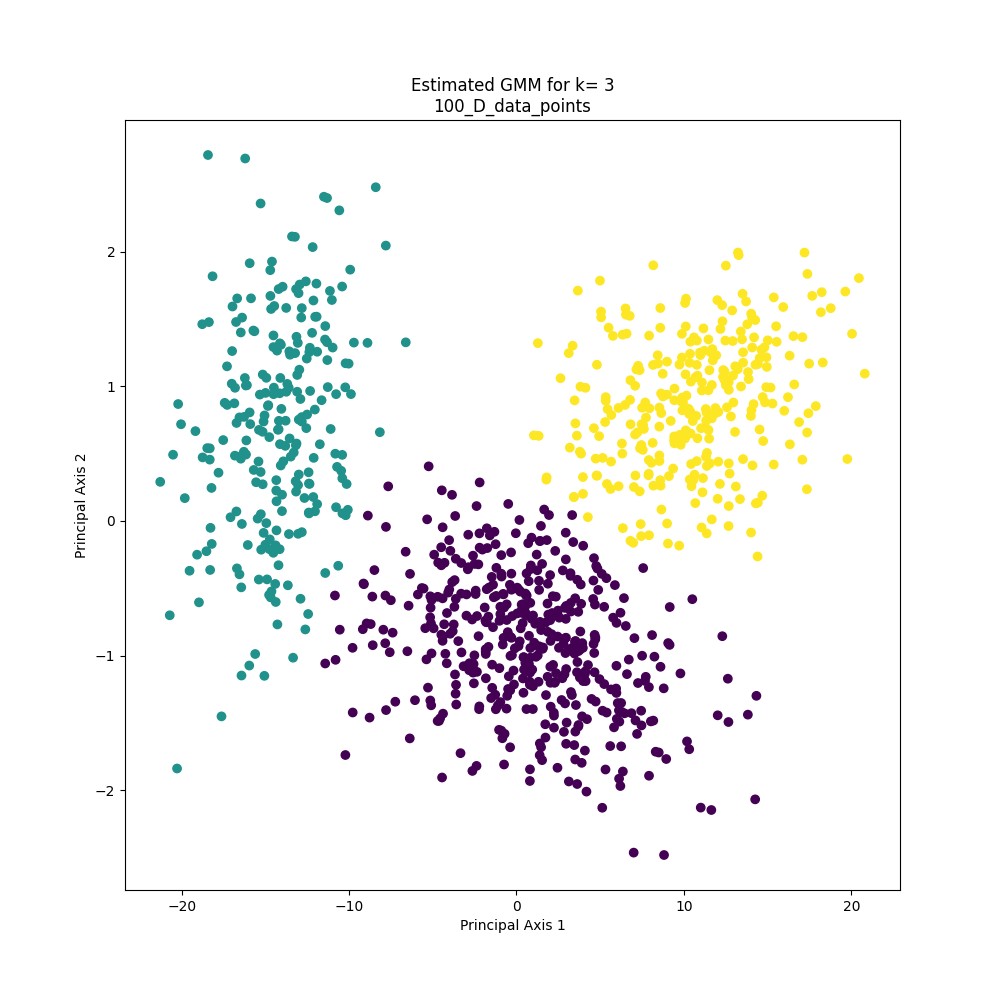 Estimated GMM for k= 3
100_D_data_points
Principal Axis 2
2
1
0
−1
−2
−20
−10
0
10
20
Principal Axis 1